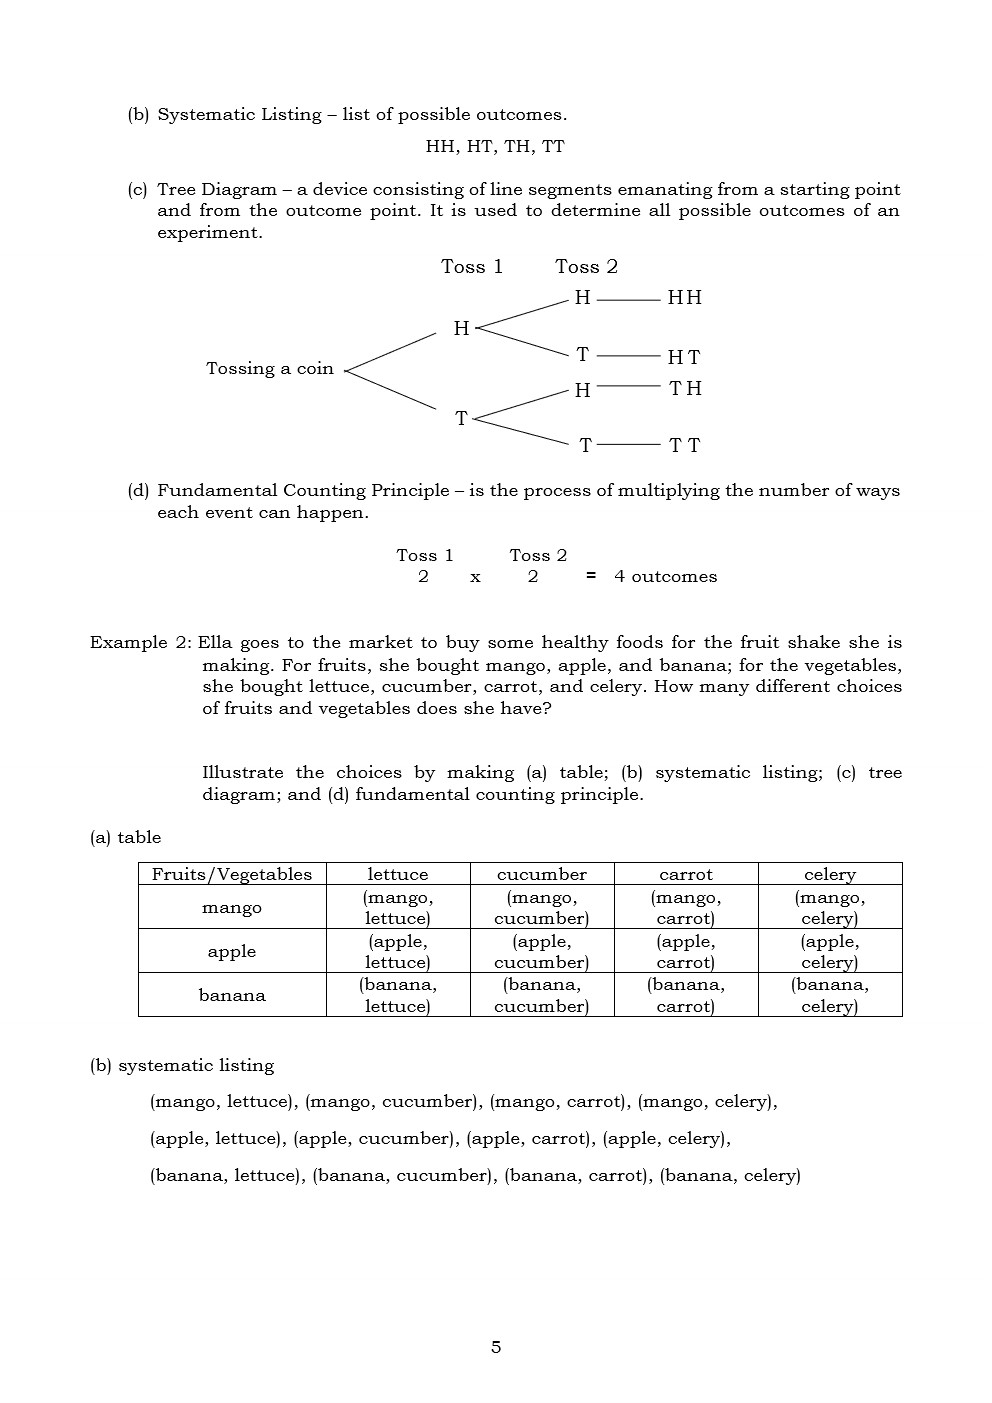 (b) Systematic Listing – list of possible outcomes.
HH, HT, TH, TT
(c) Tree Diagram – a device consisting of line segments emanating from a starting point
and from the outcome point. It is used to determine all possible outcomes of an
experiment.
Toss 1 Toss 2
H H H
H
T H T
Tossing a coin
H T H
T
T T T
(d) Fundamental Counting Principle – is the process of multiplying the number of ways
each event can happen.
Toss 1 Toss 2
2 x 2 = 4 outcomes
Example 2: Ella goes to the market to buy some healthy foods for the fruit shake she is
making. For fruits, she bought mango, apple, and banana; for the vegetables,
she bought lettuce, cucumber, carrot, and celery. How many different choices
of fruits and vegetables does she have?
Illustrate the choices by making (a) table; (b) systematic listing; (c) tree
diagram; and (d) fundamental counting principle.
(a) table
Fruits/Vegetables lettuce cucumber carrot celery
mango (mango, lettuce) (mango, cucumber) (mango, carrot) (mango, celery)
apple (apple, lettuce) (apple, cucumber) (apple, carrot) (apple, celery)
banana (banana, lettuce) (banana, cucumber) (banana, carrot) (banana, celery)
(b) systematic listing
(mango, lettuce), (mango, cucumber), (mango, carrot), (mango, celery),
(apple, lettuce), (apple, cucumber), (apple, carrot), (apple, celery),
(banana, lettuce), (banana, cucumber), (banana, carrot), (banana, celery)
5